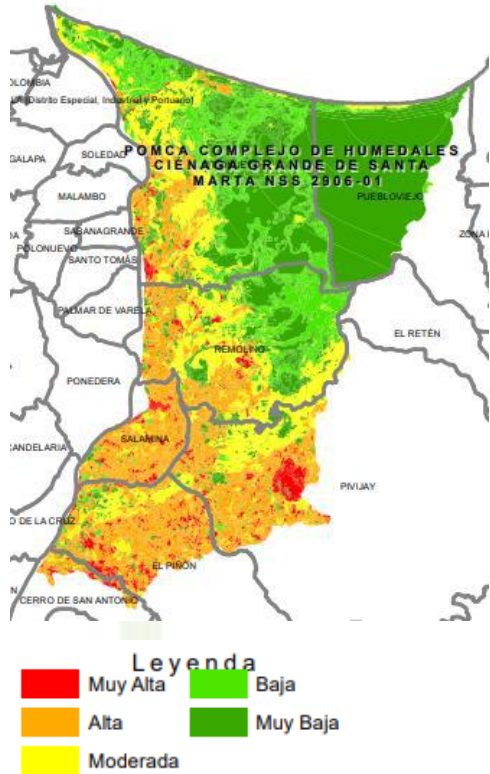 OLOMBIA
(Distrito Especial, Industrial y Portuario)
GALAPA
SOLEDAD
POMCA COMPLEJO DE HUMEDALES
CIÉNAGA GRANDE DE SANTA
MARTA NSS 2906-01
MALAMBO
PUEBLOVIEJO
SABANAGRANDE
POLONUEVO
ZONA
SANTO TOMÁS
PALMAR DE VARELA
EL RETÉN
REMOLINO
PONEDERA
SALAMINA
CANDELARIA
PIVIJAY
O DE LA CRUZ
EL PIÑÓN
CERRO DE SAN ANTONIO
Leyenda
Muy Alta
Baja
Alta
Muy Baja
Moderada